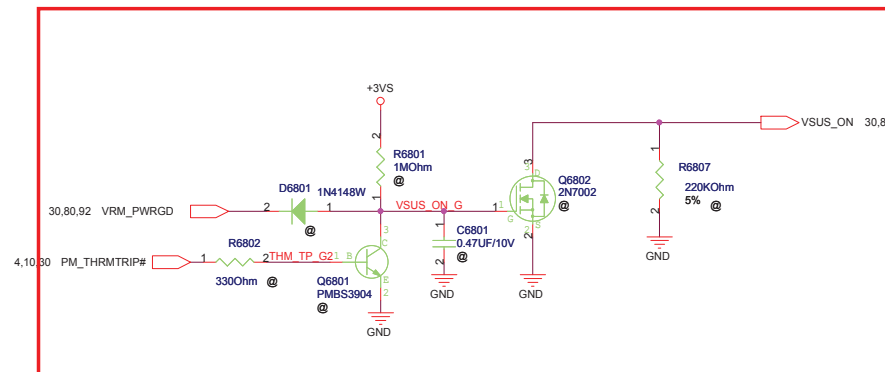 +3VS
2
R6801
1MOhm
@
1
D6801
1N4148W
30,80,92 VRM_PWRGD
2
1
@
VSUS_ON_G
1
3
D
G
S
2
2
Q6802
2N7002
@
GND
VSUS_ON 30,8
1
R6807
220KOhm
5% @
2
GND
1
C6801
0.47UF/10V
2
@
GND
R6802
4,10,30 PM_THRMTRIP#
1
2
330Ohm
@
THM_TP_G2
1
B
3
C
E
2
Q6801
PMBS3904
@
GND